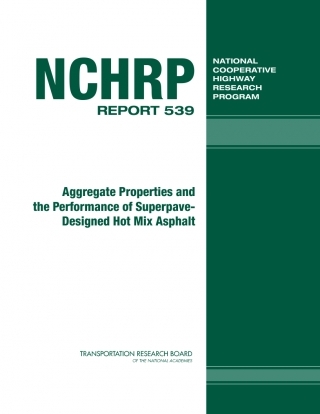 NCHRP
REPORT 539
NATIONAL
COOPERATIVE
HIGHWAY
RESEARCH
PROGRAM
Aggregate Properties and
the Performance of Superpave-
Designed Hot Mix Asphalt
TRANSPORTATION RESEARCH BOARD
OF THE NATIONAL ACADEMIES